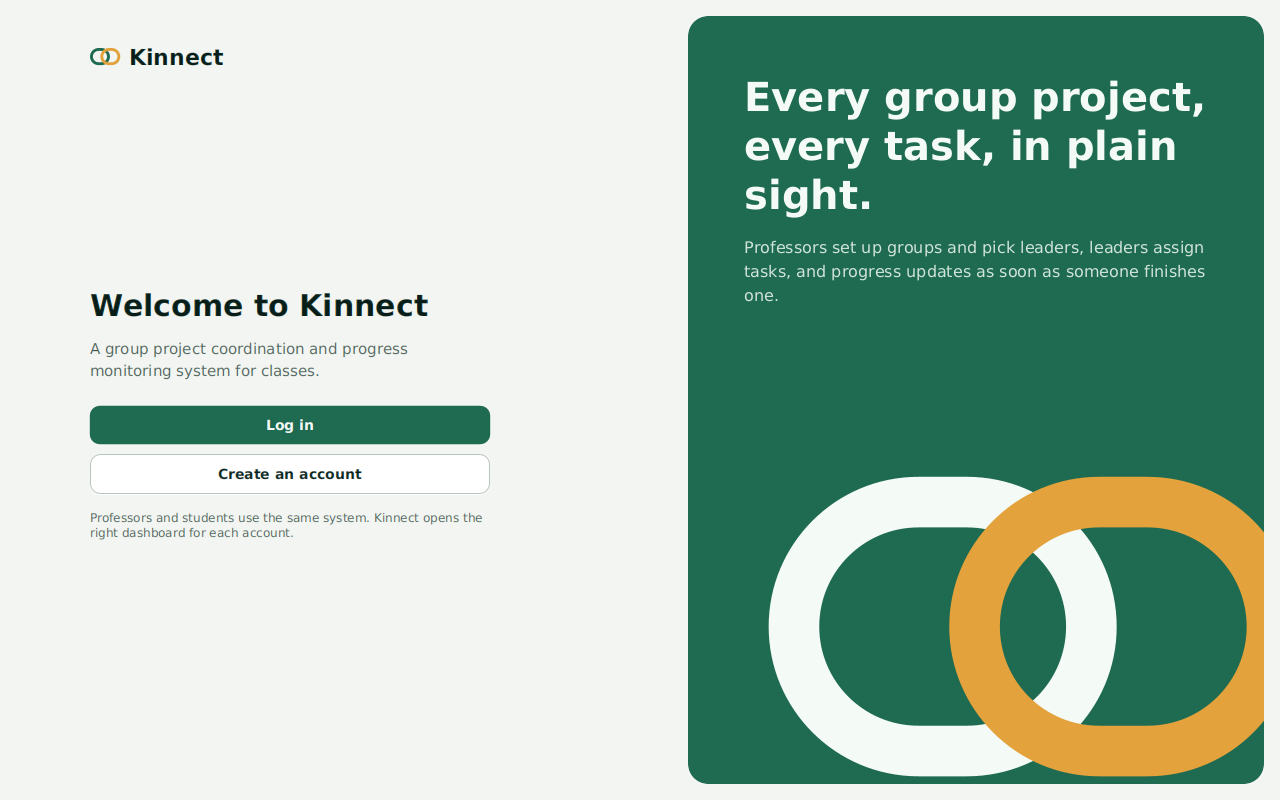 Kinnect
Welcome to Kinnect
A group project coordination and progress
monitoring system for classes.
Log in
Create an account
Professors and students use the same system. Kinnect opens the
right dashboard for each account.
Every group project,
every task, in plain
sight.
Professors set up groups and pick leaders, leaders assign
tasks, and progress updates as soon as someone finishes
one.